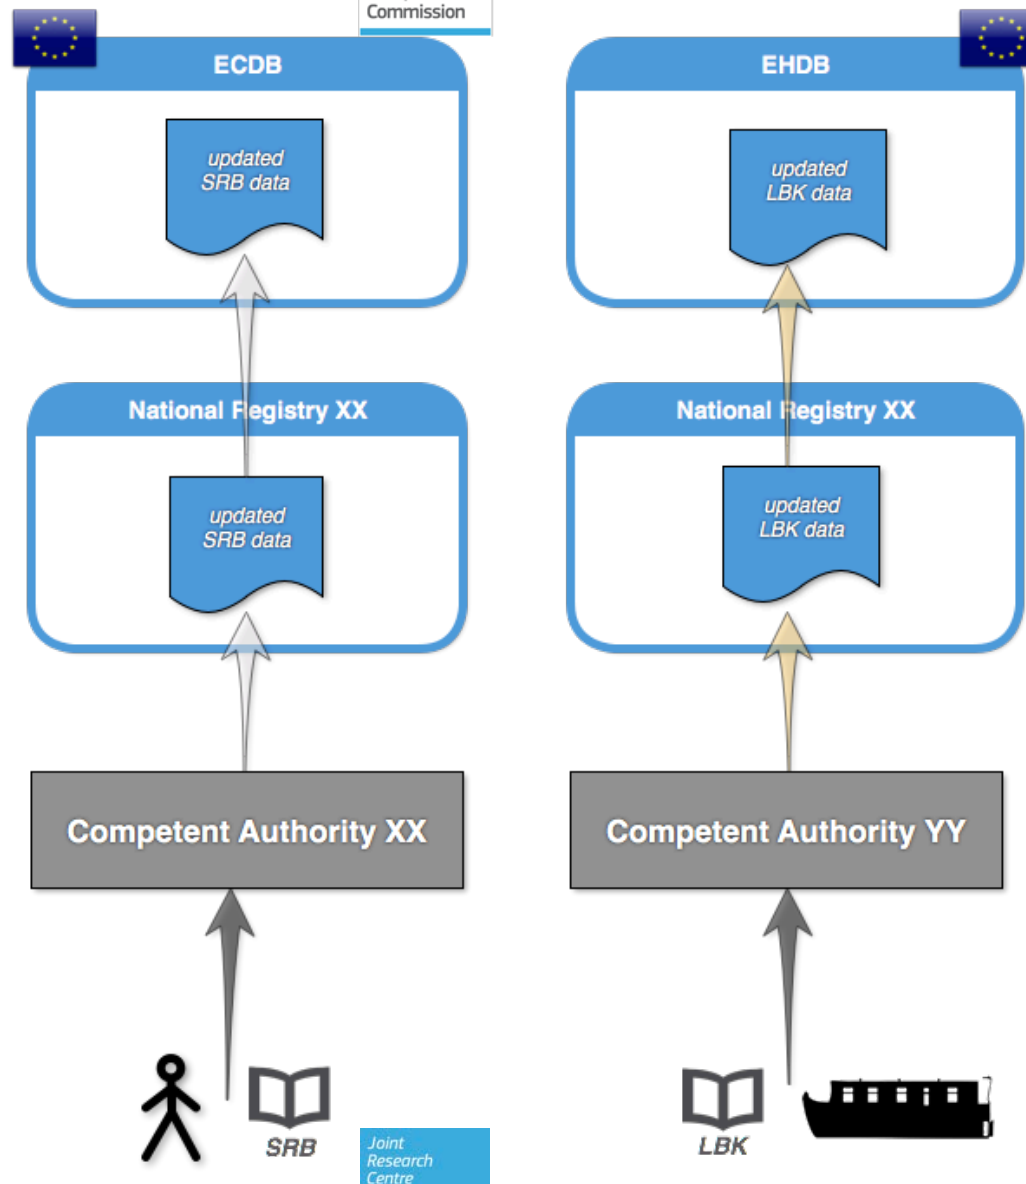 Commission
ECDB
EHDB
updated
SRB data
updated
LBK data
National Registry XX
National Registry XX
updated
SRB data
updated
LBK data
Competent Authority XX
Competent Authority YY
SRB
LBK
Joint
Research
Centre